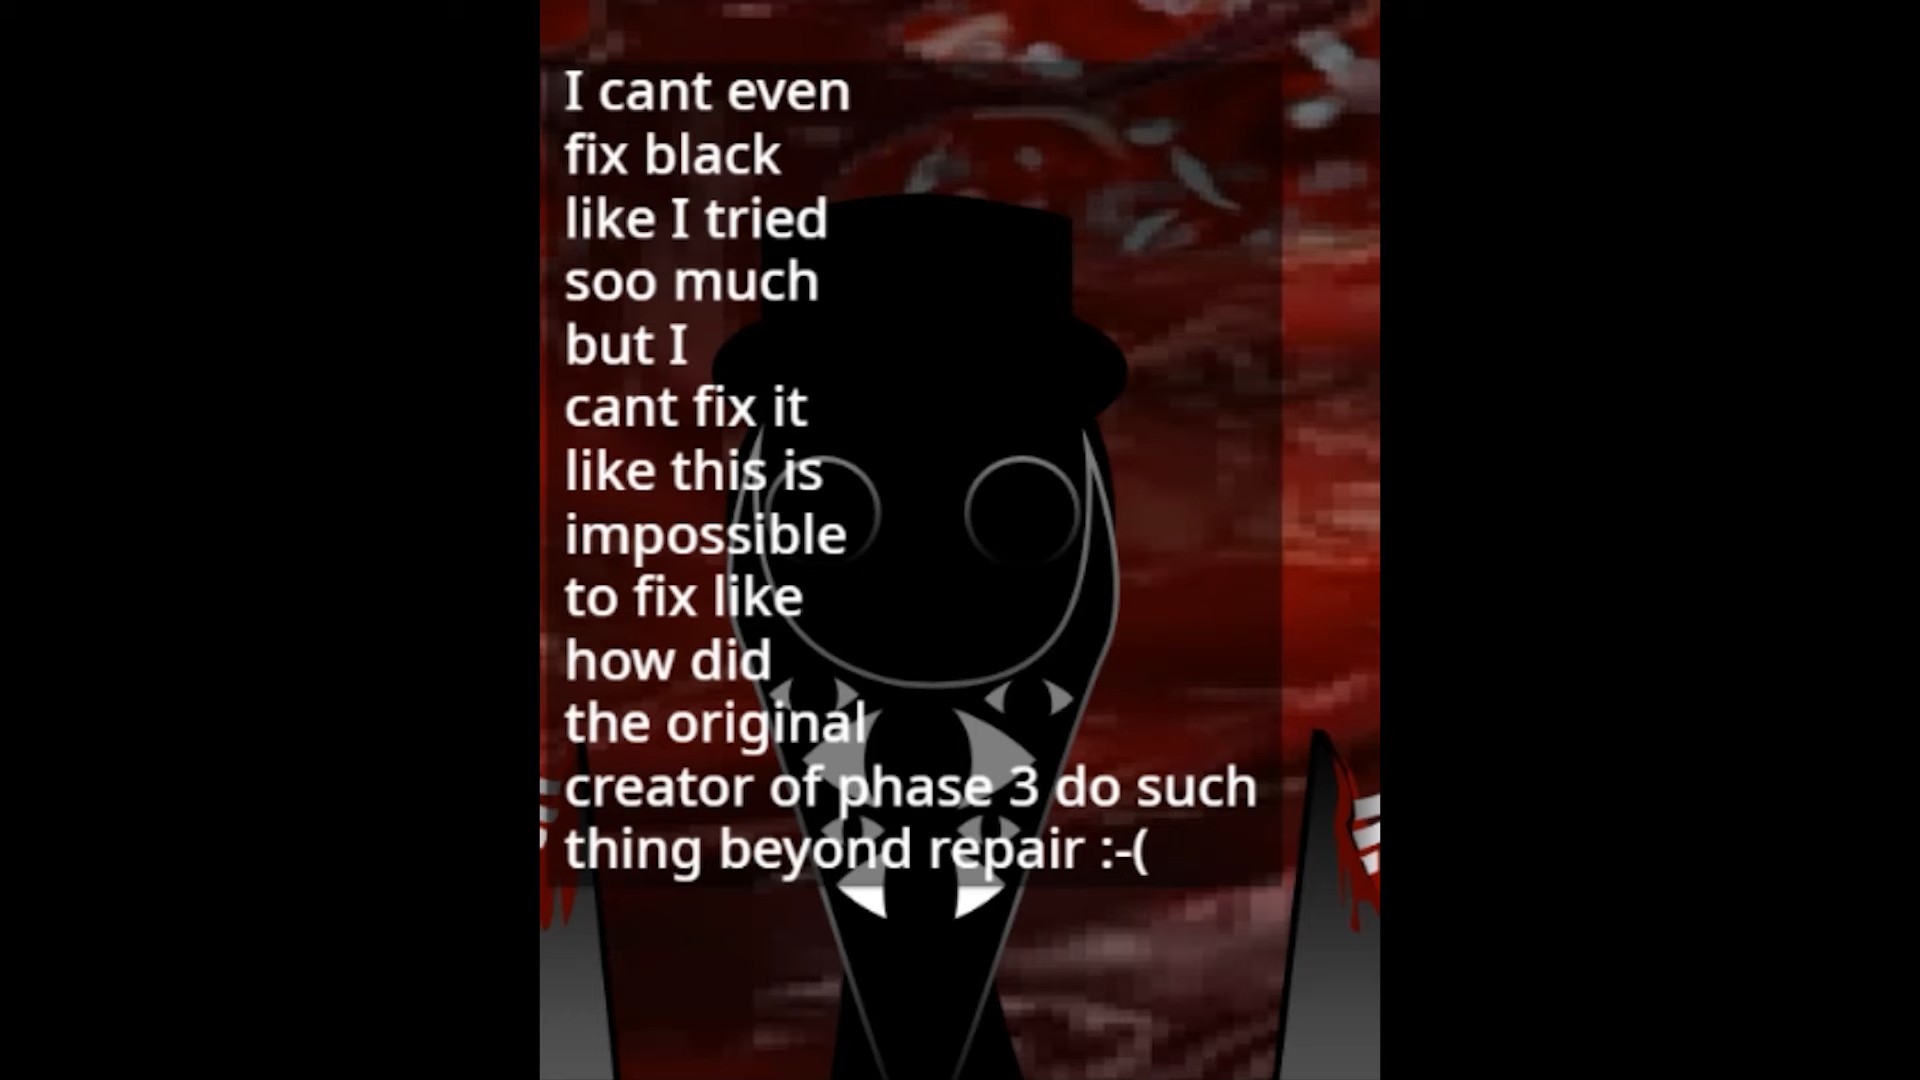 I cant even
fix black
like I tried
soo much
but I
cant fix it
like this is
impossible
to fix like
how did
the original
creator of phase 3 do such
thing beyond repair :-(